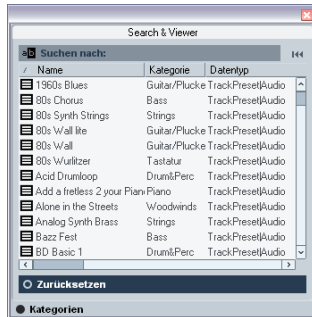 Search & Viewer
a b Suchen nach:
/ Name Kategorie Datentyp
1960s Blues Guitar/Plucke TrackPreset|Audio
80s Chorus Bass TrackPreset|Audio
80s Synth Strings Strings TrackPreset|Audio
80s Wall lite Guitar/Plucke TrackPreset|Audio
80s Wall Guitar/Plucke TrackPreset|Audio
80s Wurlitzer Tastatur TrackPreset|Audio
Acid Drumloop Drum&Perc TrackPreset|Audio
Add a fretless 2 your Pian Piano TrackPreset|Audio
Alone in the Streets Woodwinds TrackPreset|Audio
Analog Synth Brass Strings TrackPreset|Audio
Bazz Fest Bass TrackPreset|Audio
BD Basic 1 Drum&Perc TrackPreset|Audio
Zurücksetzen
Kategorien